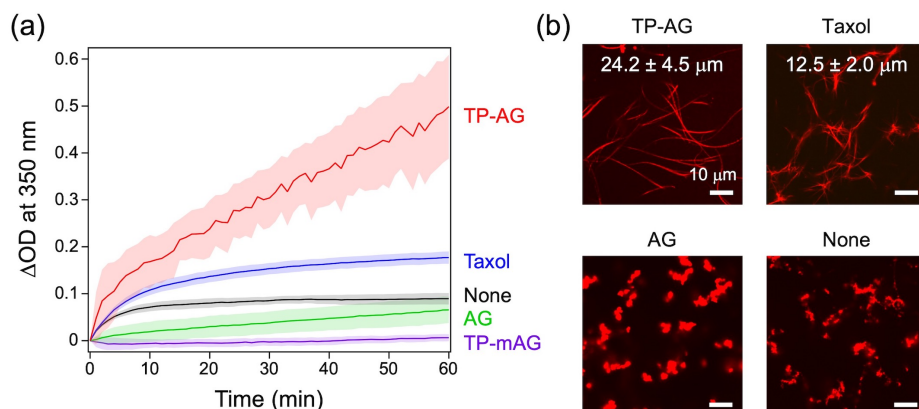 (a)
ΔOD at 350 nm
0.6
0.5
0.4
0.3
0.2
0.1
0
0 10 20 30 40 50 60
Time (min)
TP-AG
Taxol
None
AG
TP-mAG
(b)
TP-AG
24.2 ± 4.5 μm
10 μm
Taxol
12.5 ± 2.0 μm
AG
None